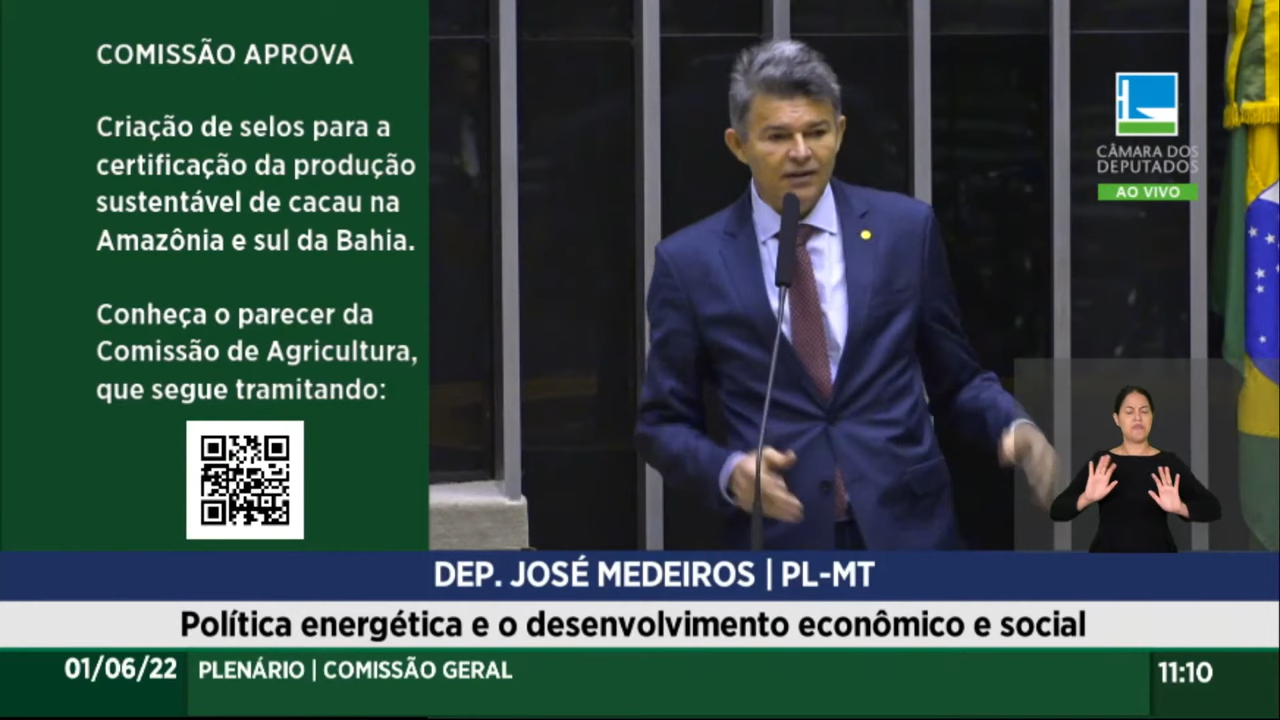 COMISSÃO APROVA
Criação de selos para a
certificação da produção
sustentável de cacau na
Amazônia e sul da Bahia.
Conheça o parecer da
Comissão de Agricultura,
que segue tramitando:
CÂMARA DOS
DEPUTADOS
AO VIVO
DEP. JOSÉ MEDEIROS | PL-MT
Política energética e o desenvolvimento econômico e social
01/06/22 PLENÁRIO | COMISSÃO GERAL 11:10